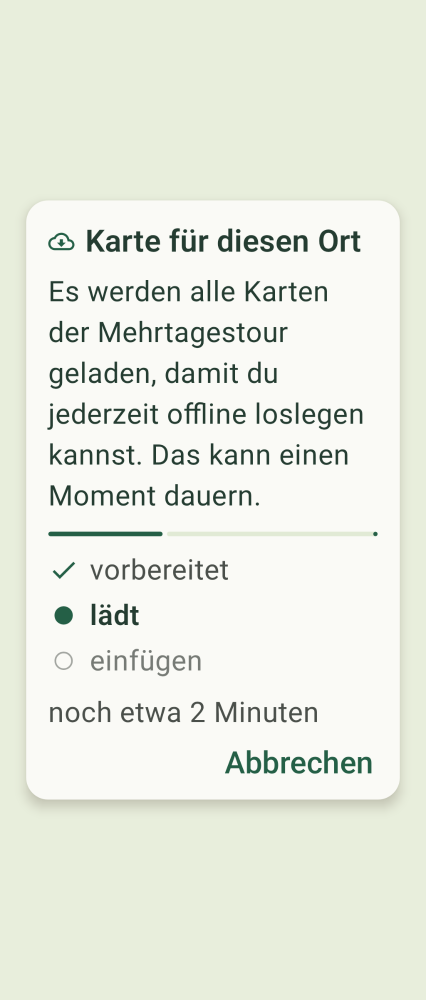 Karte für diesen Ort
Es werden alle Karten
der Mehrtagestour
geladen, damit du
jederzeit offline loslegen
kannst. Das kann einen
Moment dauern.
vorbereitet
lädt
einfügen
noch etwa 2 Minuten
Abbrechen